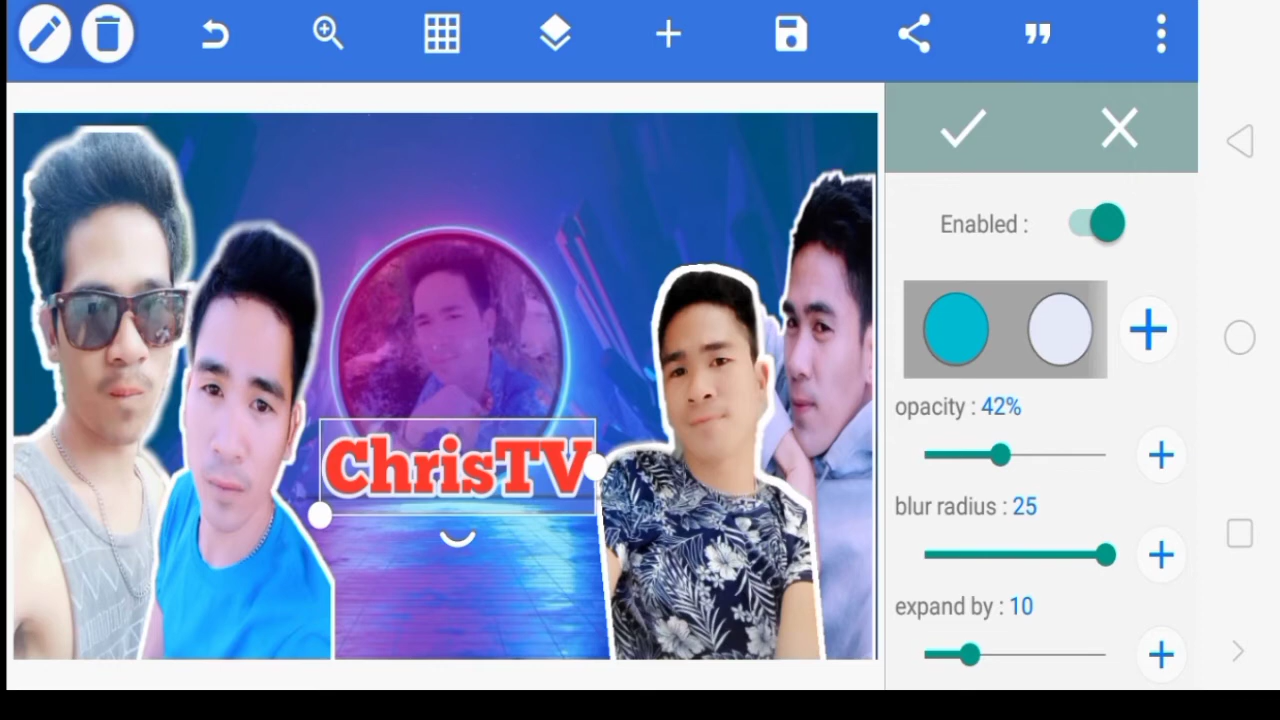 Enabled :
ChrisTV
opacity : 42%
blur radius : 25
expand by : 10